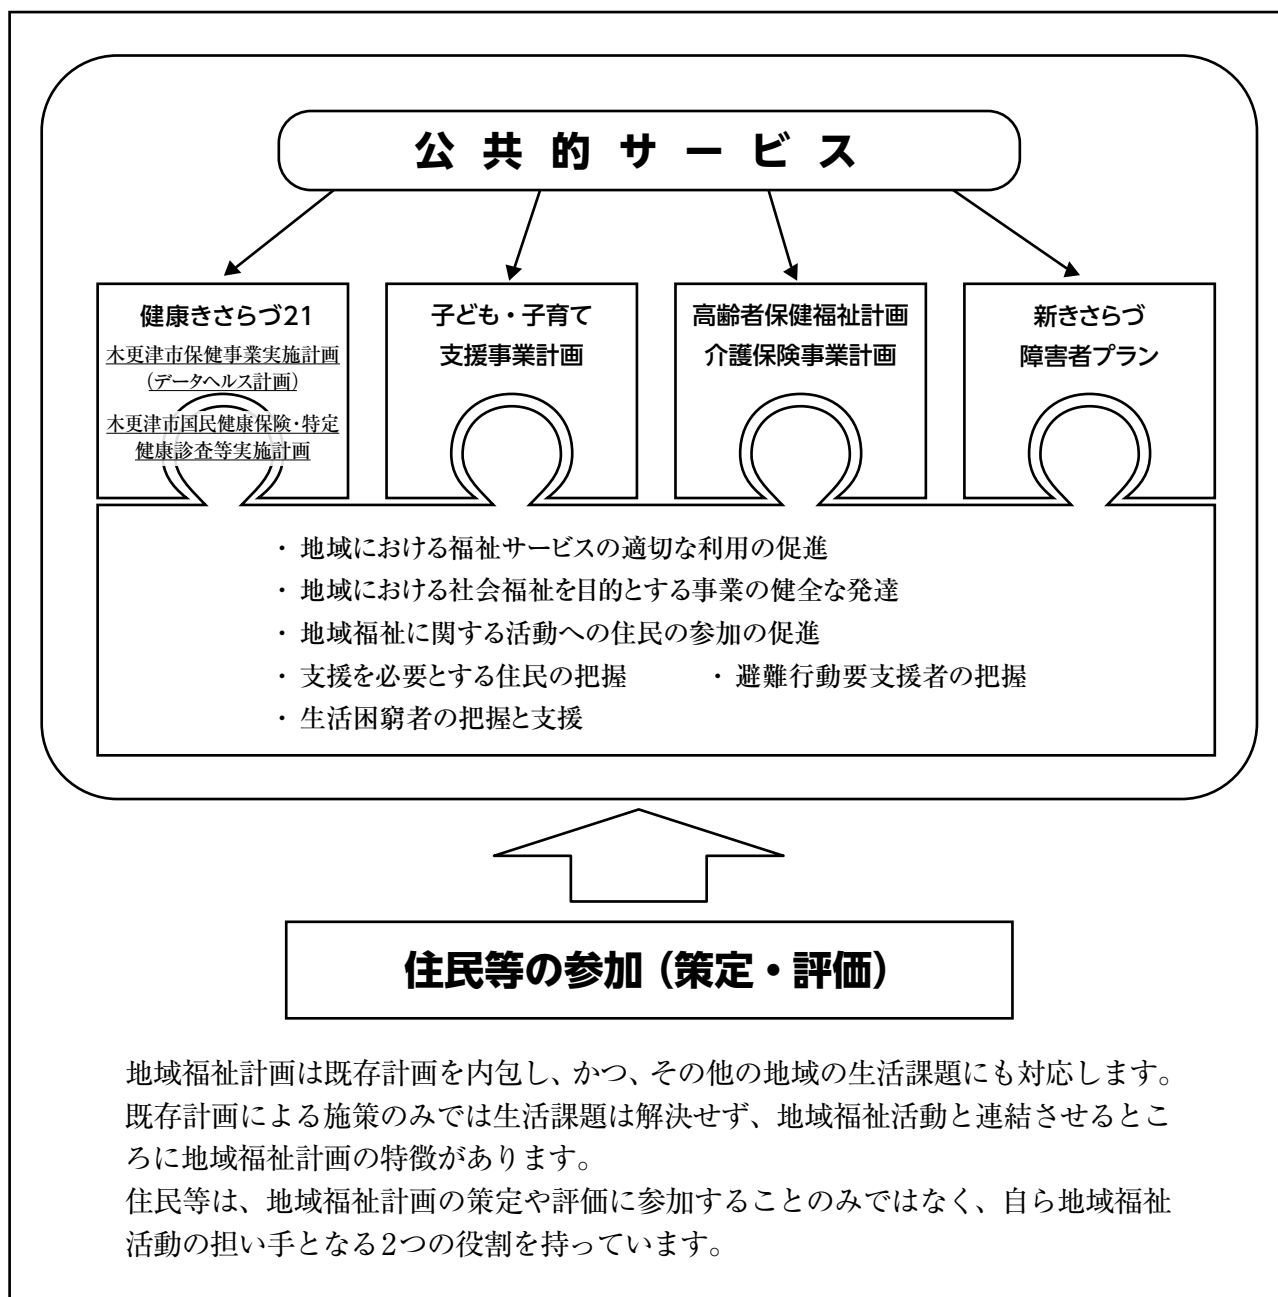 公共的サービス
健康きさらづ21
木更津市保健事業実施計画
（データヘルス計画）
木更津市国民健康保険・特定
健康診査等実施計画
子ども・子育て
支援事業計画
高齢者保健福祉計画
介護保険事業計画
新きさらづ
障害者プラン
・地域における福祉サービスの適切な利用の促進
・地域における社会福祉を目的とする事業の健全な発達
・地域福祉に関する活動への住民の参加の促進
・支援を必要とする住民の把握 ・避難行動要支援者の把握
・生活困窮者の把握と支援
住民等の参加（策定・評価）
地域福祉計画は既存計画を内包し、かつ、その他の地域の生活課題にも対応します。
既存計画による施策のみでは生活課題は解決せず、地域福祉活動と連結させるとこ
ろに地域福祉計画の特徴があります。
住民等は、地域福祉計画の策定や評価に参加することのみではなく、自ら地域福祉
活動の担い手となる2つの役割を持っています。